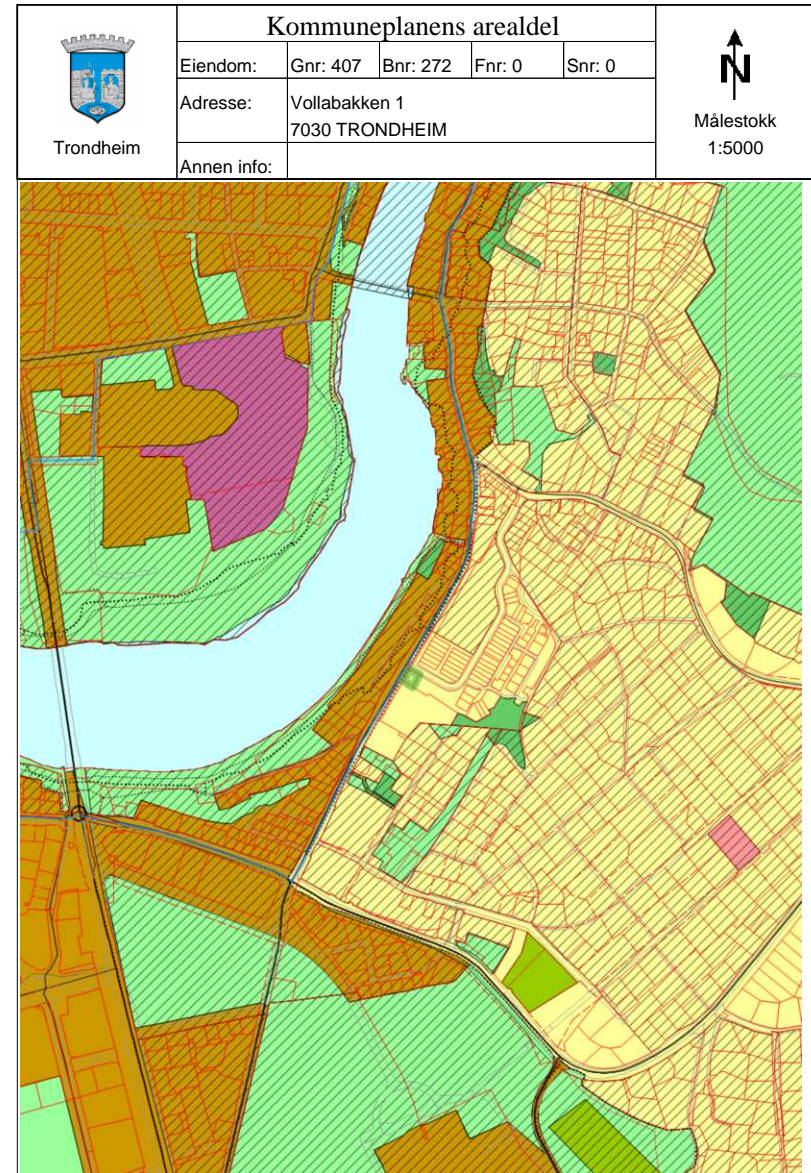 Kommuneplanens arealdel
Eiendom: Gnr: 407 Bnr: 272 Fnr: 0 Snr: 0
Adresse: Vollabakken 1
7030 TRONDHEIM
Annen info:
Trondheim
N
Målestokk
1:5000